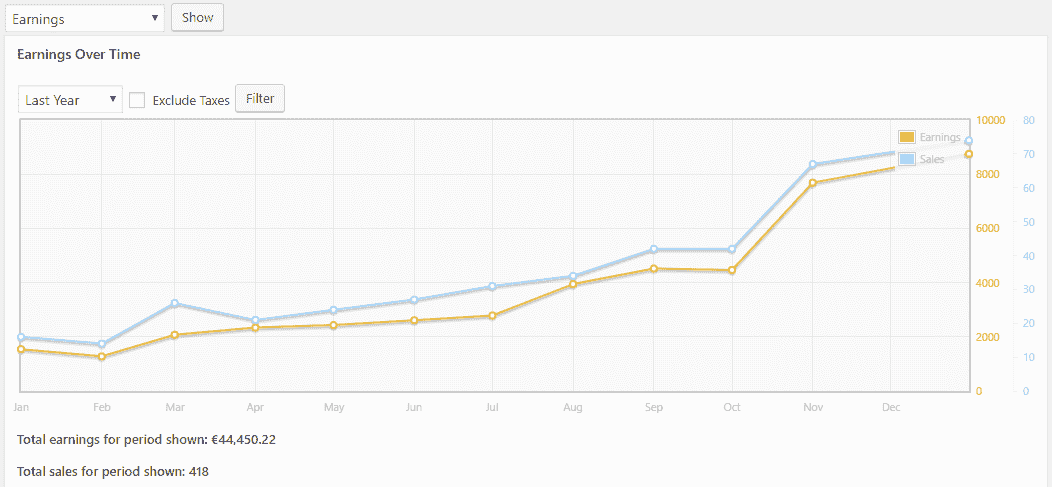 Earnings Show
Earnings Over Time
Last Year Exclude Taxes Filter
Earnings
Sales
10000 80
70
8000
60
50
6000
40
4000
30
20
2000
10
0 0
Jan Feb Mar Apr May Jun Jul Aug Sep Oct Nov Dec
Total earnings for period shown: €44,450.22
Total sales for period shown: 418